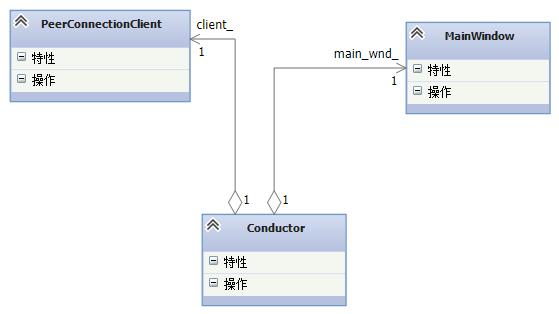 PeerConnectionClient
特性
操作
client_
1
main_wnd_
1
MainWindow
特性
操作
1
1
Conductor
特性
操作